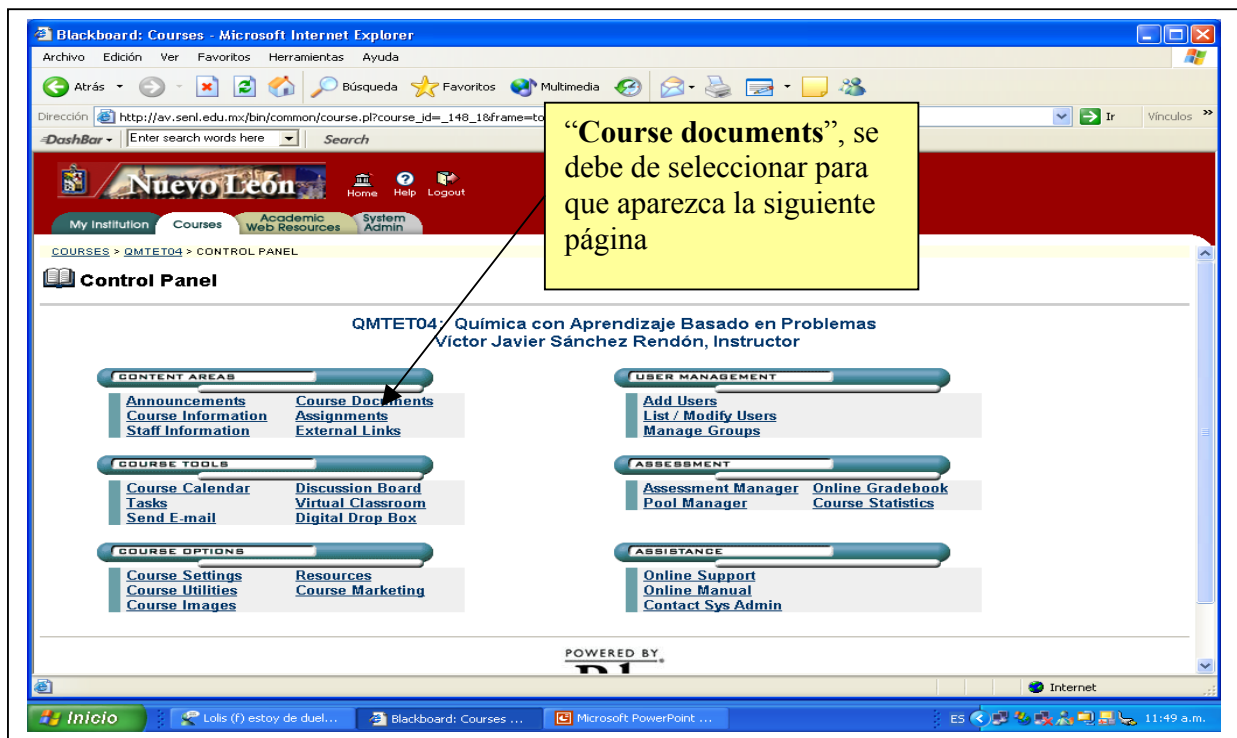 Blackboard: Courses - Microsoft Internet Explorer
Archivo Edición Ver Favoritos Herramientas Ayuda
Atrás Búsqueda Favoritos Multimedia
Dirección http://av.senl.edu.mx/bin/common/course.pl?course_id=_148_1&frame=to Ir Vínculos »
DashBar Enter search words here Search
“Course documents”, se
debe de seleccionar para
que aparezca la siguiente
página
Nuevo León
Home Help Logout
My Institution Courses Academic Web Resources System Admin
COURSES > QMTET04 > CONTROL PANEL
Control Panel
QMTET04: Química con Aprendizaje Basado en Problemas
Víctor Javier Sánchez Rendón, Instructor
CONTENT AREAS
Announcements Course Documents
Course Information Assignments
Staff Information External Links
USER MANAGEMENT
Add Users
List / Modify Users
Manage Groups
COURSE TOOLS
Course Calendar Discussion Board
Tasks Virtual Classroom
Send E-mail Digital Drop Box
ASSESSMENT
Assessment Manager Online Gradebook
Pool Manager Course Statistics
COURSE OPTIONS
Course Settings Resources
Course Utilities Course Marketing
Course Images
ASSISTANCE
Online Support
Online Manual
Contact Sys Admin
POWERED BY
Internet
Inicio Lolis (f) estoy de duel... Blackboard: Courses ... Microsoft PowerPoint ... ES 11:49 a.m.